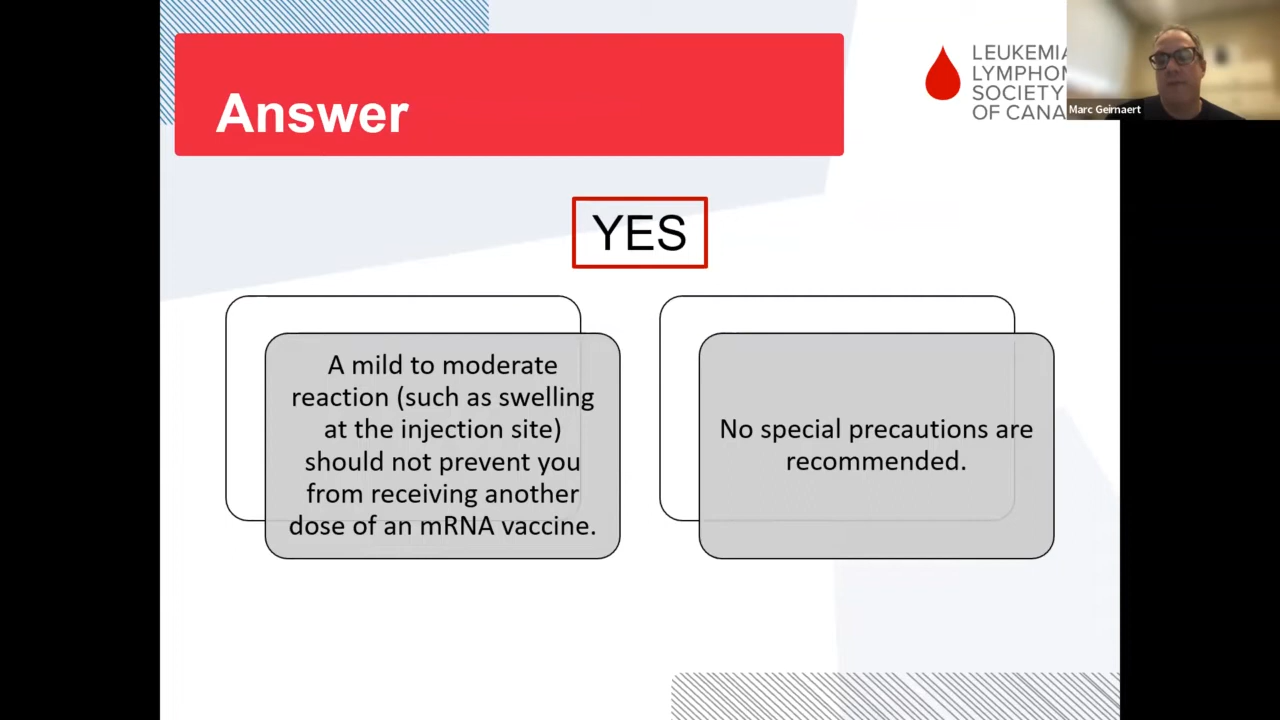 Answer
LEUKEMIA
LYMPHOM
SOCIETY
OF CANA
Marc Geirnaert
YES
A mild to moderate
reaction (such as swelling
at the injection site)
should not prevent you
from receiving another
dose of an mRNA vaccine.
No special precautions are
recommended.